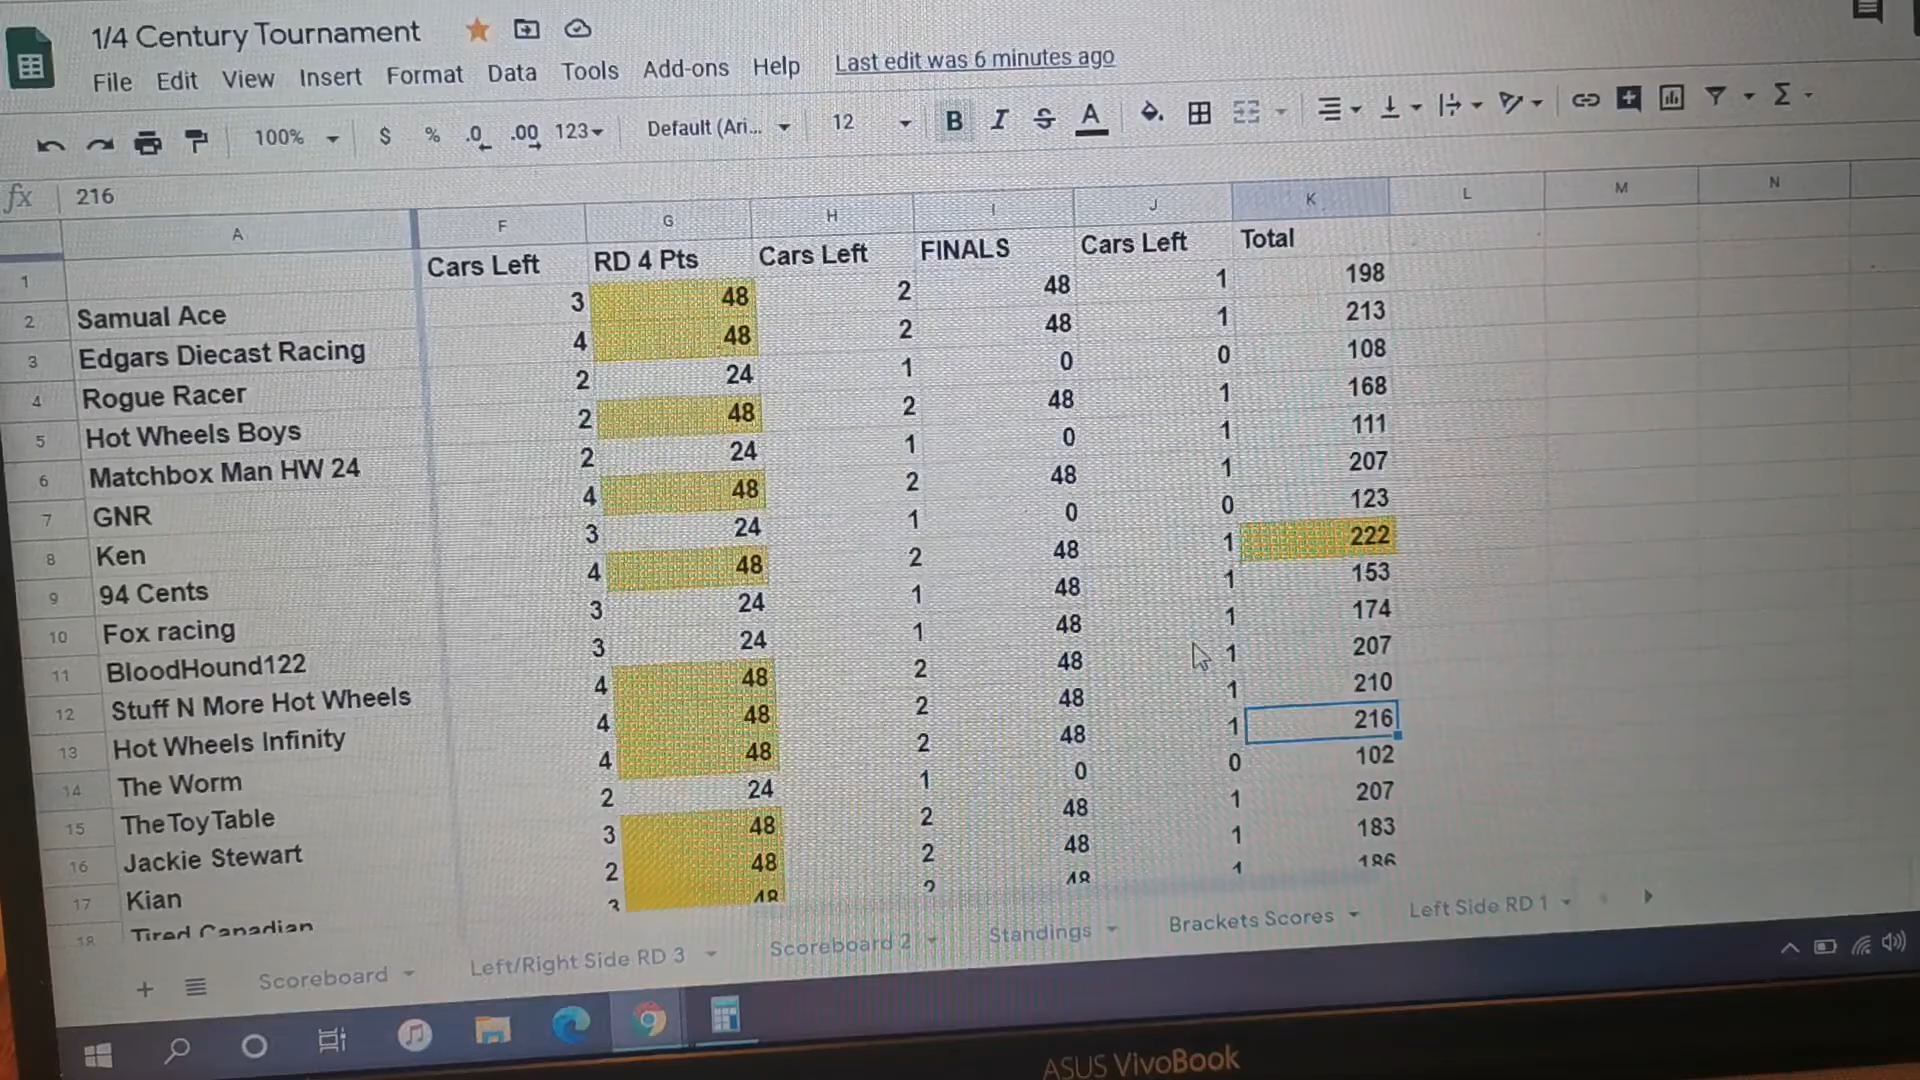 1/4 Century Tournament
File Edit View Insert Format Data Tools Add-ons Help Last edit was 6 minutes ago
100% $ % .0 .00 123 Default (Ari... 12 B I S A Σ
fx 216
A F G H I J K L M N
1 Cars Left RD 4 Pts Cars Left FINALS Cars Left Total
2 Samual Ace 3 48 2 48 1 198
3 Edgars Diecast Racing 4 48 2 48 1 213
4 Rogue Racer 2 24 1 0 0 108
5 Hot Wheels Boys 2 48 2 48 1 168
6 Matchbox Man HW 24 2 24 1 0 1 111
7 GNR 4 48 2 48 1 207
8 Ken 3 24 1 0 0 123
9 94 Cents 4 48 2 48 1 222
10 Fox racing 3 24 1 48 1 153
11 BloodHound122 3 24 1 48 1 174
12 Stuff N More Hot Wheels 4 48 2 48 1 207
13 Hot Wheels Infinity 4 48 2 48 1 210
14 The Worm 4 48 2 48 1 216
15 TheToyTable 2 24 1 0 0 102
16 Jackie Stewart 3 48 2 48 1 207
17 Kian 2 48 2 48 1 183
18 Tired Canadian 3 48 2 48 1 186
+ Scoreboard Left/Right Side RD 3 Scoreboard 2 Standings Brackets Scores Left Side RD 1
ASUS VivoBook